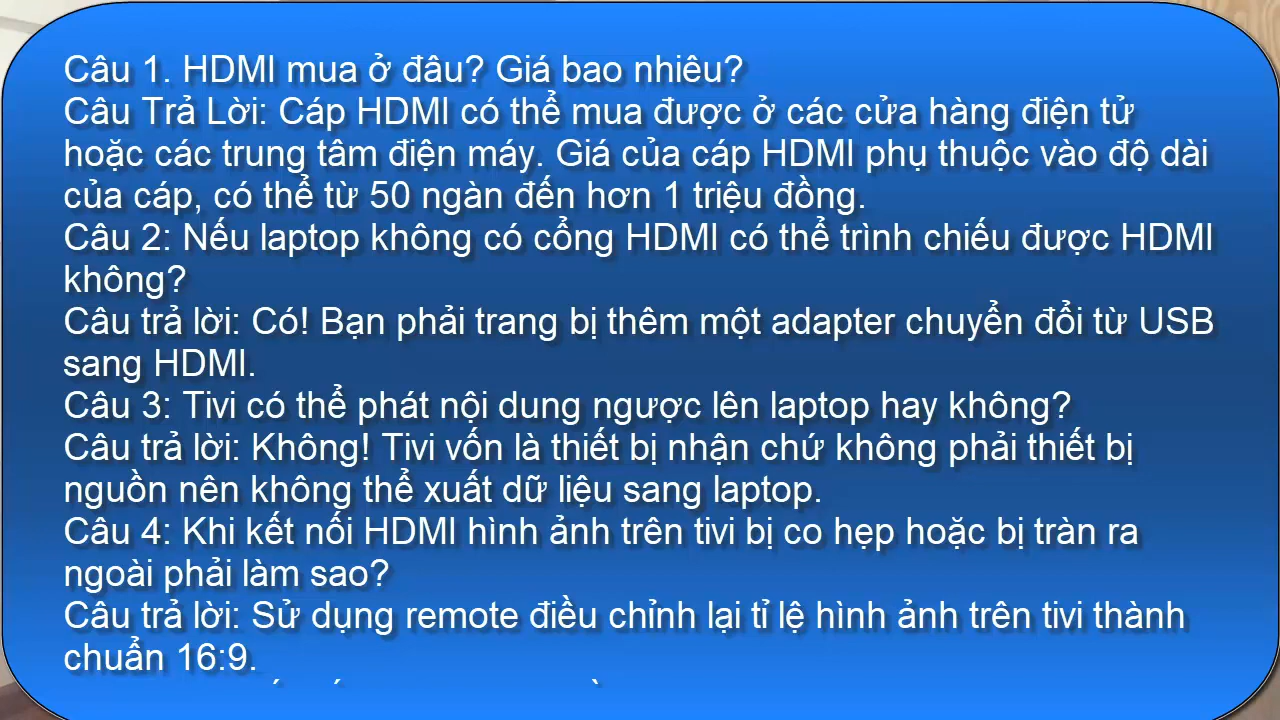 Câu 1. HDMI mua ở đâu? Giá bao nhiêu?
Câu Trả Lời: Cáp HDMI có thể mua được ở các cửa hàng điện tử
hoặc các trung tâm điện máy. Giá của cáp HDMI phụ thuộc vào độ dài
của cáp, có thể từ 50 ngàn đến hơn 1 triệu đồng.
Câu 2: Nếu laptop không có cổng HDMI có thể trình chiếu được HDMI
không?
Câu trả lời: Có! Bạn phải trang bị thêm một adapter chuyển đổi từ USB
sang HDMI.
Câu 3: Tivi có thể phát nội dung ngược lên laptop hay không?
Câu trả lời: Không! Tivi vốn là thiết bị nhận chứ không phải thiết bị
nguồn nên không thể xuất dữ liệu sang laptop.
Câu 4: Khi kết nối HDMI hình ảnh trên tivi bị co hẹp hoặc bị tràn ra
ngoài phải làm sao?
Câu trả lời: Sử dụng remote điều chỉnh lại tỉ lệ hình ảnh trên tivi thành
chuẩn 16:9.